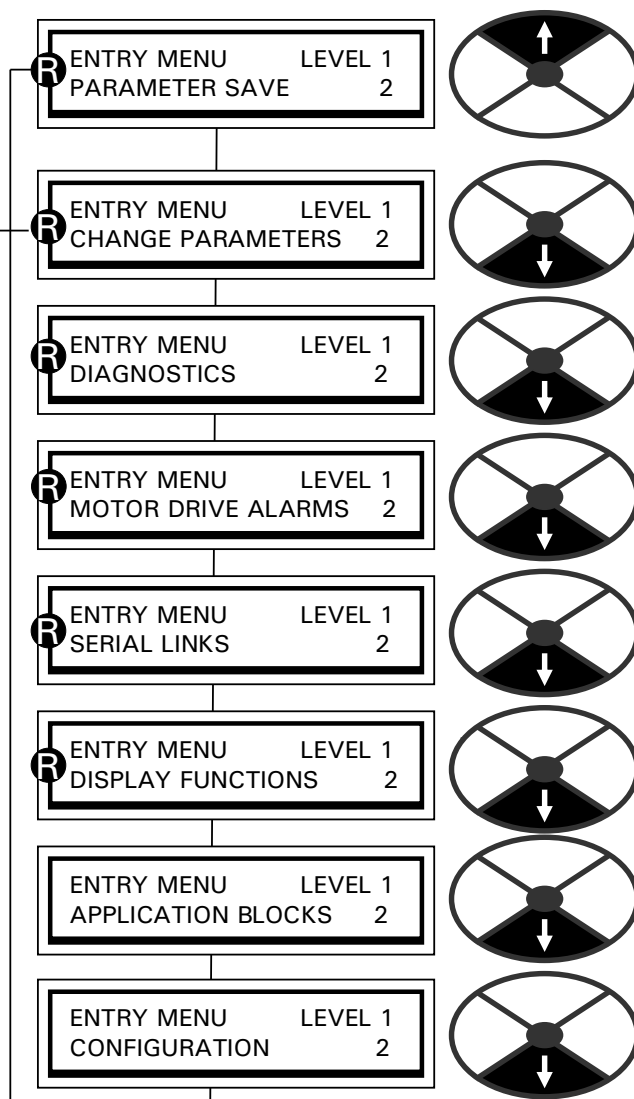 R ENTRY MENU LEVEL 1
PARAMETER SAVE 2
R ENTRY MENU LEVEL 1
CHANGE PARAMETERS 2
R ENTRY MENU LEVEL 1
DIAGNOSTICS 2
R ENTRY MENU LEVEL 1
MOTOR DRIVE ALARMS 2
R ENTRY MENU LEVEL 1
SERIAL LINKS 2
R ENTRY MENU LEVEL 1
DISPLAY FUNCTIONS 2
ENTRY MENU LEVEL 1
APPLICATION BLOCKS 2
ENTRY MENU LEVEL 1
CONFIGURATION 2